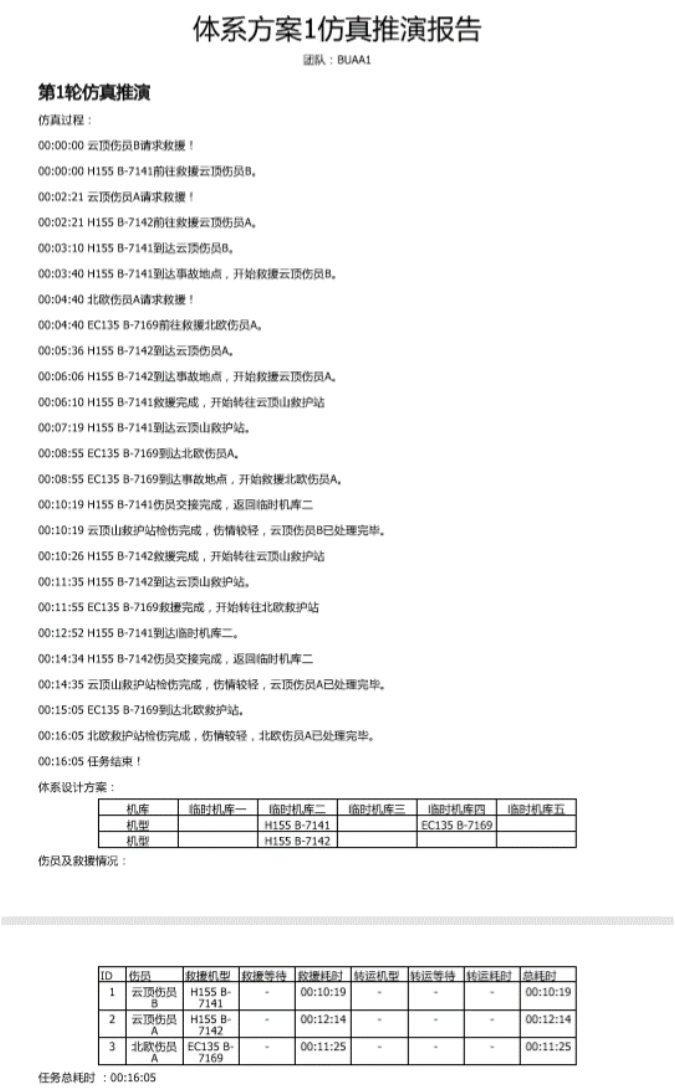 体系方案1仿真推演报告
团队：BUAA1
第1轮仿真推演
仿真过程：
00:00:00 云顶伤员B请求救援！
00:00:00 H155 B-7141前往救援云顶伤员B。
00:02:21 云顶伤员A请求救援！
00:02:21 H155 B-7142前往救援云顶伤员A。
00:03:10 H155 B-7141到达云顶伤员B。
00:03:40 H155 B-7141到达事故地点，开始救援云顶伤员B。
00:04:40 北欧伤员A请求救援！
00:04:40 EC135 B-7169前往救援北欧伤员A。
00:05:36 H155 B-7142到达云顶伤员A。
00:06:06 H155 B-7142到达事故地点，开始救援云顶伤员A。
00:06:10 H155 B-7141救援完成，开始转往云顶山救护站
00:07:19 H155 B-7141到达云顶山救护站。
00:08:55 EC135 B-7169到达北欧伤员A。
00:08:55 EC135 B-7169到达事故地点，开始救援北欧伤员A。
00:10:19 H155 B-7141伤员交接完成，返回临时机库二
00:10:19 云顶山救护站检伤完成，伤情较轻，云顶伤员B已处理完毕。
00:10:26 H155 B-7142救援完成，开始转往云顶山救护站
00:11:35 H155 B-7142到达云顶山救护站。
00:11:55 EC135 B-7169救援完成，开始转往北欧救护站
00:12:52 H155 B-7141到达临时机库二。
00:14:34 H155 B-7142伤员交接完成，返回临时机库二
00:14:35 云顶山救护站检伤完成，伤情较轻，云顶伤员A已处理完毕。
00:15:05 EC135 B-7169到达北欧救护站。
00:16:05 北欧救护站检伤完成，伤情较轻，北欧伤员A已处理完毕。
00:16:05 任务结束！
体系设计方案：
机库 临时机库一 临时机库二 临时机库三 临时机库四 临时机库五
机型 H155 B-7141 EC135 B-7169
机型 H155 B-7142
伤员及救援情况：
ID 伤员 救援机型 救援等待 救援耗时 转运机型 转运等待 转运耗时 总耗时
1 云顶伤员 H155 B- - 00:10:19 - - - 00:10:19
B 7141
2 云顶伤员 H155 B- - 00:12:14 - - - 00:12:14
A 7142
3 北欧伤员 EC135 B- - 00:11:25 - - - 00:11:25
A 7169
任务总耗时 ：00:16:05